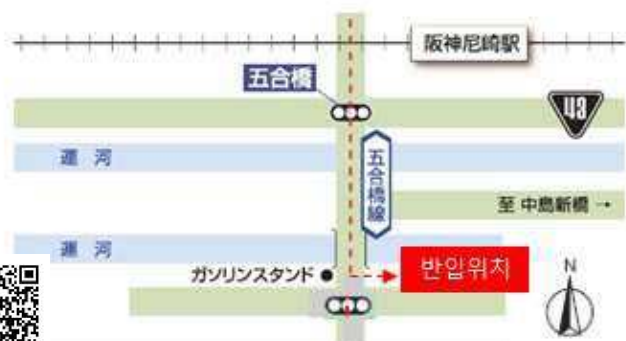 阪神尼崎駅
五合橋
43
運河
五合橋線
至 中島新橋 →
運河
ガソリンスタンド
반입위치
N